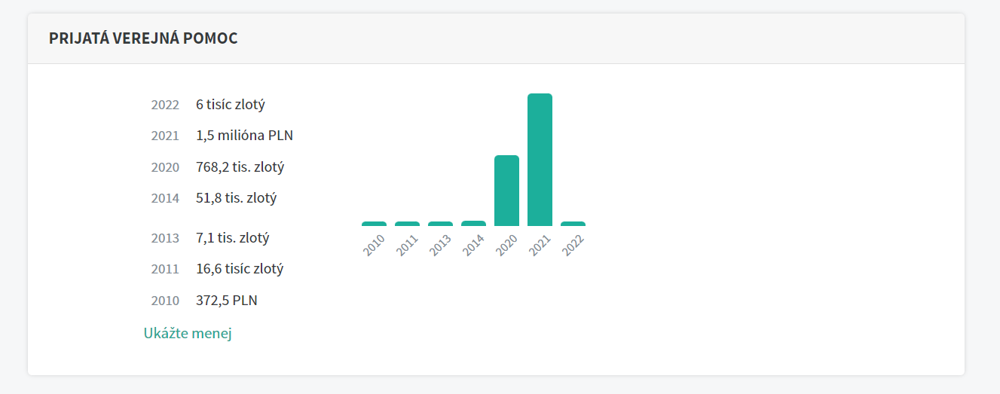 PRIJATÁ VEREJNÁ POMOC
2022 6 tisíc zlotý
2021 1,5 milióna PLN
2020 768,2 tis. zlotý
2014 51,8 tis. zlotý
2013 7,1 tis. zlotý
2011 16,6 tisíc zlotý
2010 372,5 PLN
Ukážte menej
2010 2011 2013 2014 2020 2021 2022